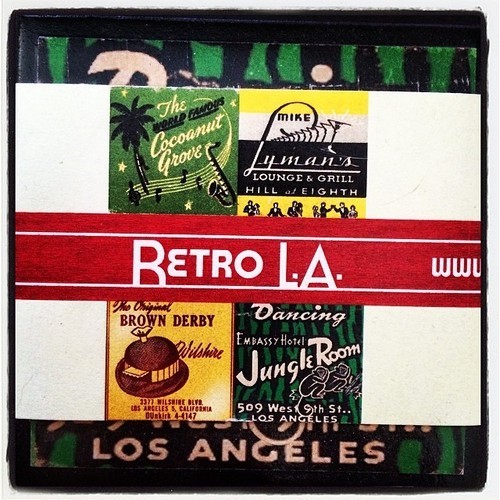 The
WORLD FAMOUS
Cocoanut
Grove
MIKE
Lyman's
LOUNGE & GRILL
HILL at EIGHTH
RETRO L.A.
www
The Original
BROWN DERBY
Wilshire
3377 WILSHIRE BLVD.
LOS ANGELES 5, CALIFORNIA
DUnkirk 4-4147
Dancing
EMBASSY HOTEL
JUNGLE ROOM
509 WEST 9th ST..
LOS ANGELES
LOS ANGELES